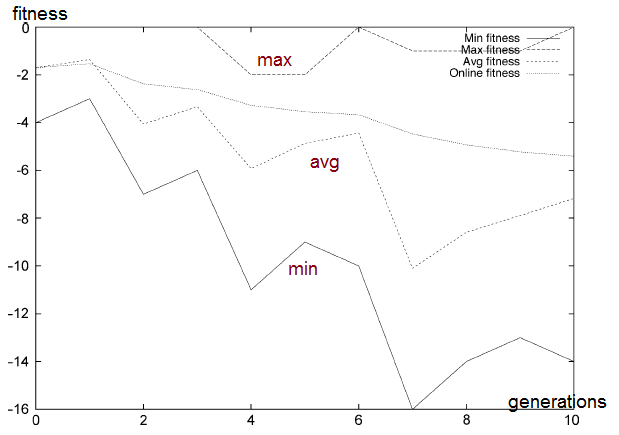 fitness
0
Min fitness
Max fitness
max
Avg fitness
-2
Online fitness
-4
avg
-6
-8
-10
min
-12
-14
generations
-16
0
2
4
6
8
10